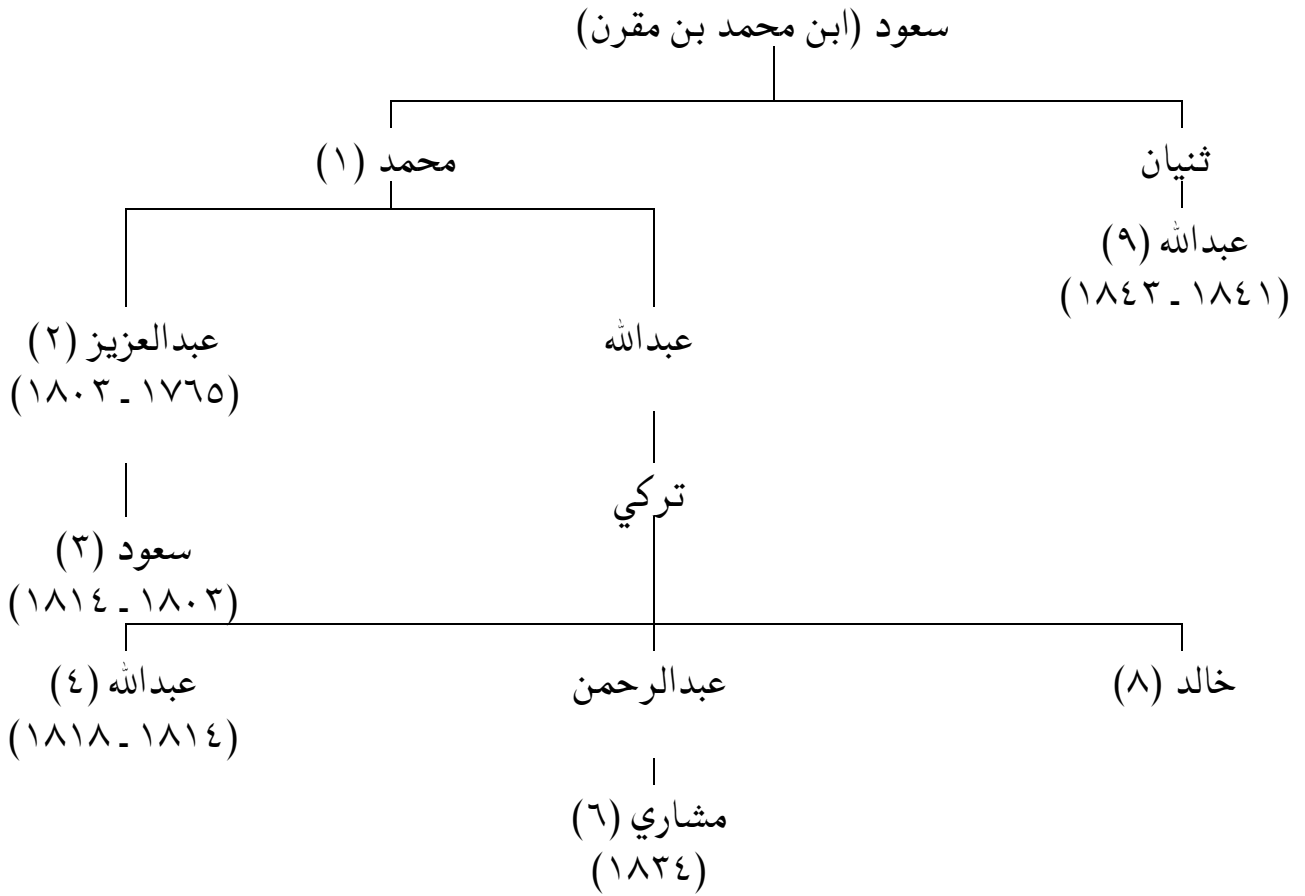 سعود (ابن محمد بن مقرن)
ثنيان
محمد (١)
عبدالله (٩)
(١٨٤١ ـ ١٨٤٣)
عبدالله
عبدالعزيز (٢)
(١٧٦٥ ـ ١٨٠٣)
تركي
سعود (٣)
(١٨٠٣ ـ ١٨١٤)
خالد (٨)
عبدالرحمن
عبدالله (٤)
(١٨١٤ ـ ١٨١٨)
مشاري (٦)
(١٨٣٤)